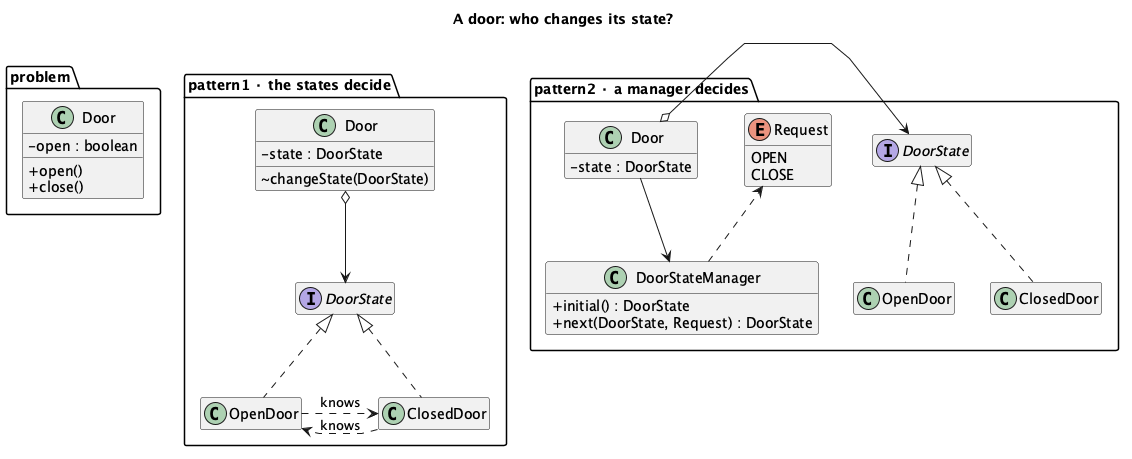 A door: who changes its state?
problem
C Door
-open : boolean
+open()
+close()
pattern1 · the states decide
C Door
-state : DoorState
~changeState(DoorState)
I DoorState
C OpenDoor
knows
knows
C ClosedDoor
pattern2 · a manager decides
C Door
-state : DoorState
E Request
OPEN
CLOSE
I DoorState
C DoorStateManager
+initial() : DoorState
+next(DoorState, Request) : DoorState
C OpenDoor
C ClosedDoor